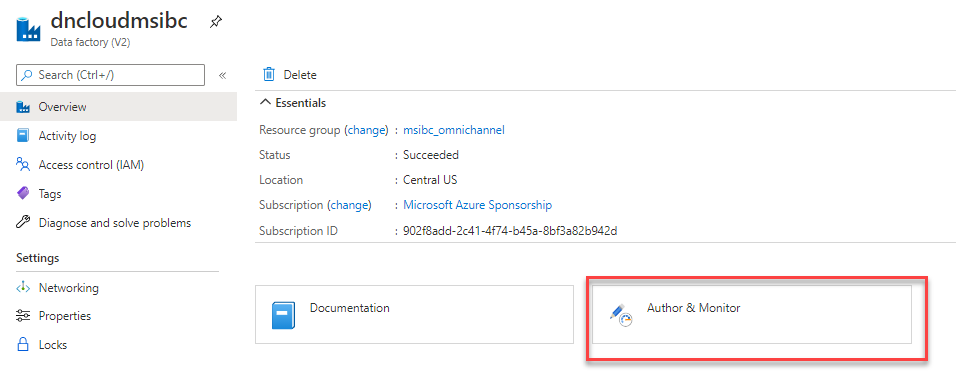 dncloudmsibc
Data factory (V2)
Search (Ctrl+/)
«
Overview
Activity log
Access control (IAM)
Tags
Diagnose and solve problems
Settings
Networking
Properties
Locks
Delete
Essentials
Resource group (change) : msibc_omnichannel
Status : Succeeded
Location : Central US
Subscription (change) : Microsoft Azure Sponsorship
Subscription ID : 902f8add-2c41-4f74-b45a-8bf3a82b942d
Documentation
Author & Monitor